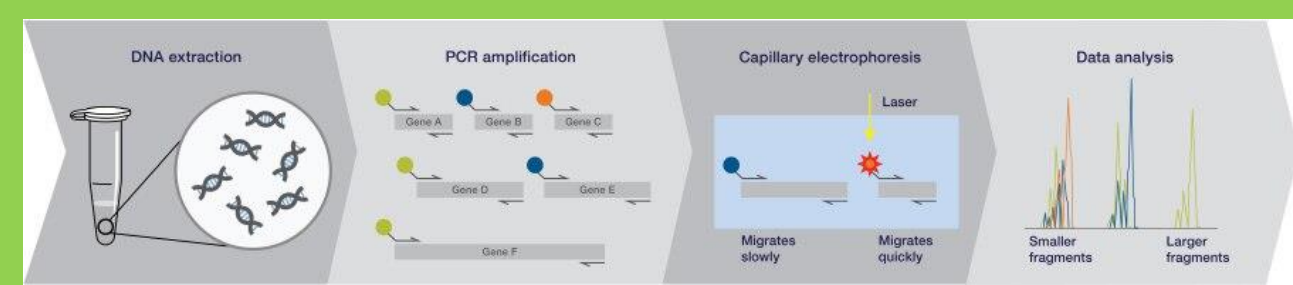 DNA extraction
PCR amplification
Gene A
Gene B
Gene C
Gene D
Gene E
Gene F
Capillary electrophoresis
Laser
Migrates
slowly
Migrates
quickly
Data analysis
Smaller
fragments
Larger
fragments